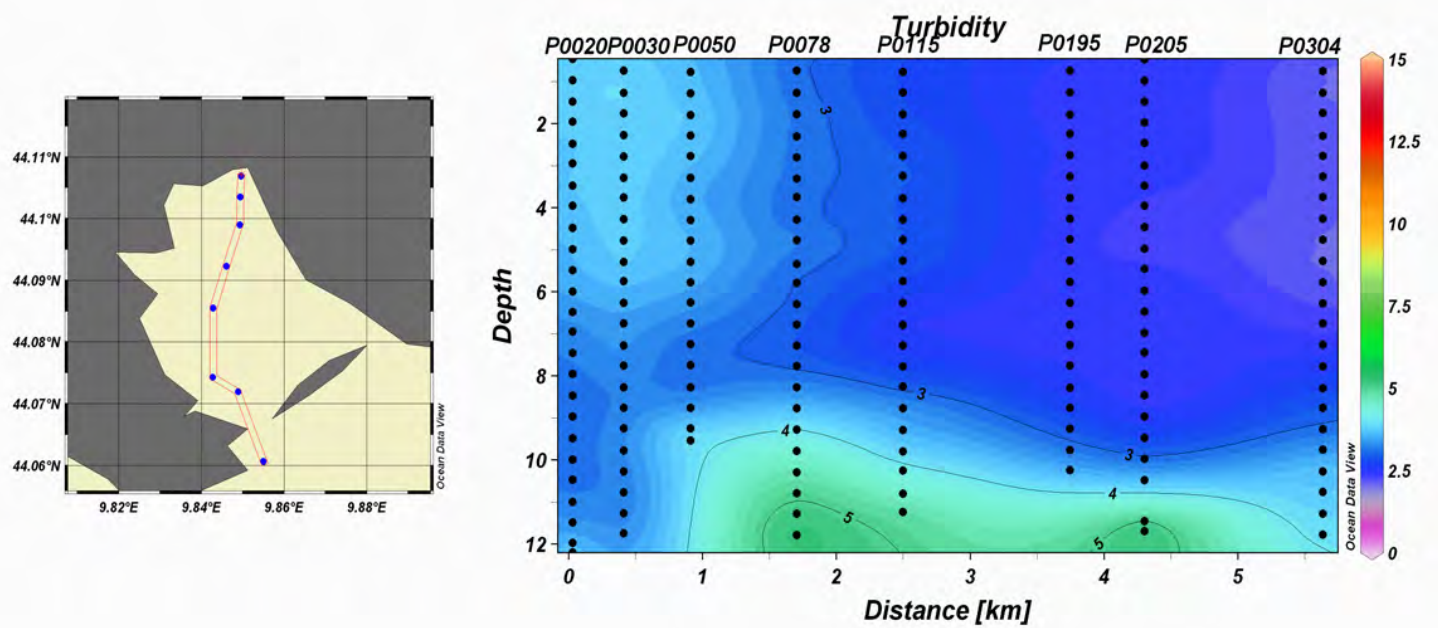 44.11°N
44.1°N
44.09°N
44.08°N
44.07°N
44.06°N
9.82°E 9.84°E 9.86°E 9.88°E
Ocean Data View
Turbidity
P0020 P0030 P0050 P0078 P0115 P0195 P0205 P0304
Depth
2
4
6
8
10
12
3
3
3
4
4
5
5
0 1 2 3 4 5
Distance [km]
Ocean Data View
15
12.5
10
7.5
5
2.5
0